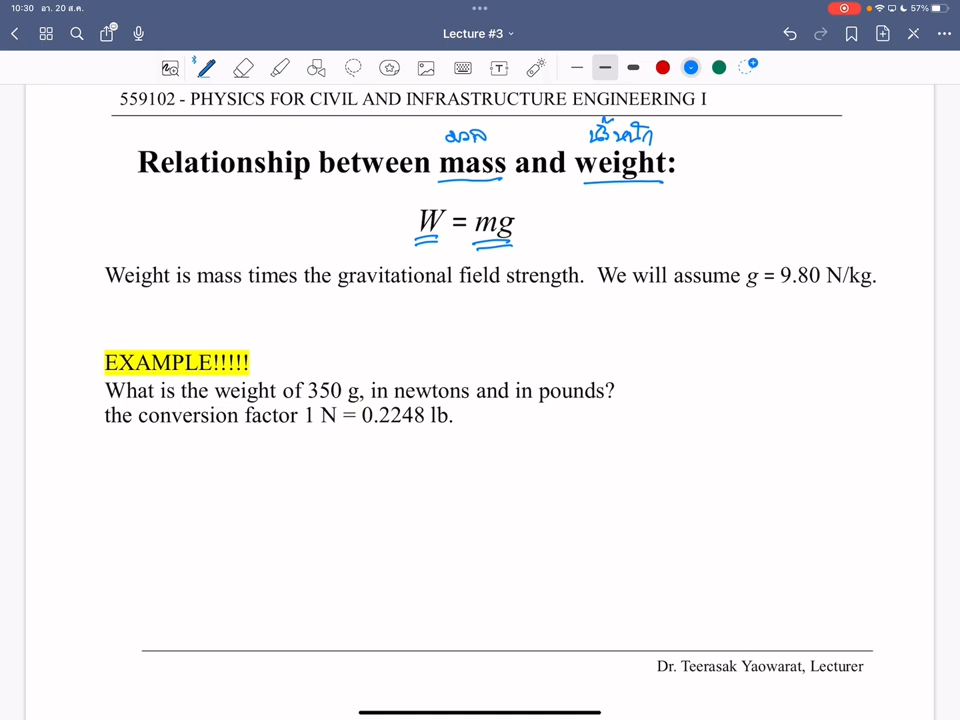 10:30 อา. 20 ส.ค.
57%
Lecture #3
559102 - PHYSICS FOR CIVIL AND INFRASTRUCTURE ENGINEERING I
มวล น้ำหนัก
Relationship between mass and weight:
W = mg
Weight is mass times the gravitational field strength. We will assume g = 9.80 N/kg.
EXAMPLE!!!!!
What is the weight of 350 g, in newtons and in pounds?
the conversion factor 1 N = 0.2248 lb.
Dr. Teerasak Yaowarat, Lecturer